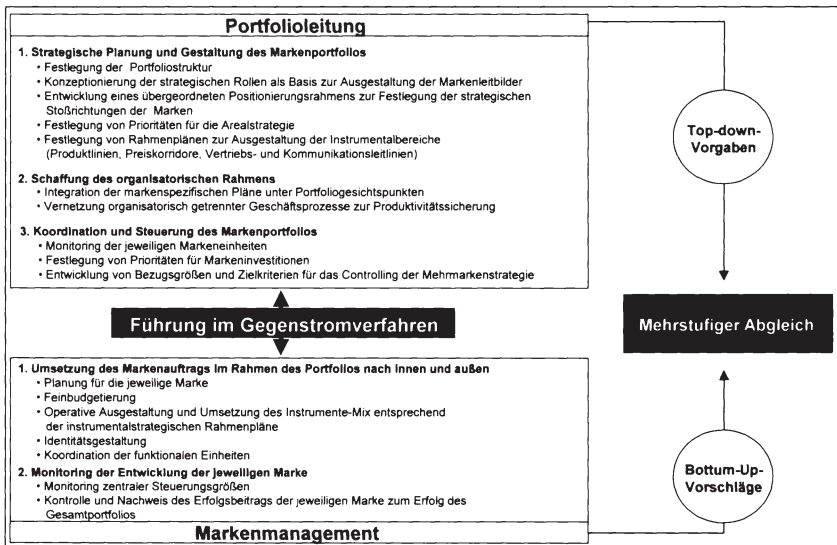 Portfolioleitung
1. Strategische Planung und Gestaltung des Markenportfolios
• Festlegung der Portfoliostruktur
• Konzeptionierung der strategischen Rollen als Basis zur Ausgestaltung der Markenleitbilder
• Entwicklung eines übergeordneten Positionierungsrahmens zur Festlegung der strategischen
Stoßrichtungen der Marken
• Festlegung von Prioritäten für die Arealstrategie
• Festlegung von Rahmenplänen zur Ausgestaltung der Instrumentalbereiche
(Produktlinien, Preiskorridore, Vertriebs- und Kommunikationsleitlinien)
2. Schaffung des organisatorischen Rahmens
• Integration der markenspezifischen Pläne unter Portfoliogesichtspunkten
• Vernetzung organisatorisch getrennter Geschäftsprozesse zur Produktivitätssicherung
3. Koordination und Steuerung des Markenportfolios
• Monitoring der jeweiligen Markeneinheiten
• Festlegung von Prioritäten für Markeninvestitionen
• Entwicklung von Bezugsgrößen und Zielkriterien für das Controlling der Mehrmarkenstrategie
Top-down-
Vorgaben
Führung im Gegenstromverfahren
Mehrstufiger Abgleich
1. Umsetzung des Markenauftrags im Rahmen des Portfolios nach innen und außen
• Planung für die jeweilige Marke
• Feinbudgetierung
• Operative Ausgestaltung und Umsetzung des Instrumente-Mix entsprechend
der instrumentalstrategischen Rahmenpläne
• Identitätsgestaltung
• Koordination der funktionalen Einheiten
2. Monitoring der Entwicklung der jeweiligen Marke
• Monitoring zentraler Steuerungsgrößen
• Kontrolle und Nachweis des Erfolgsbeitrags der jeweiligen Marke zum Erfolg des
Gesamtportfolios
Markenmanagement
Bottum-Up-
Vorschläge